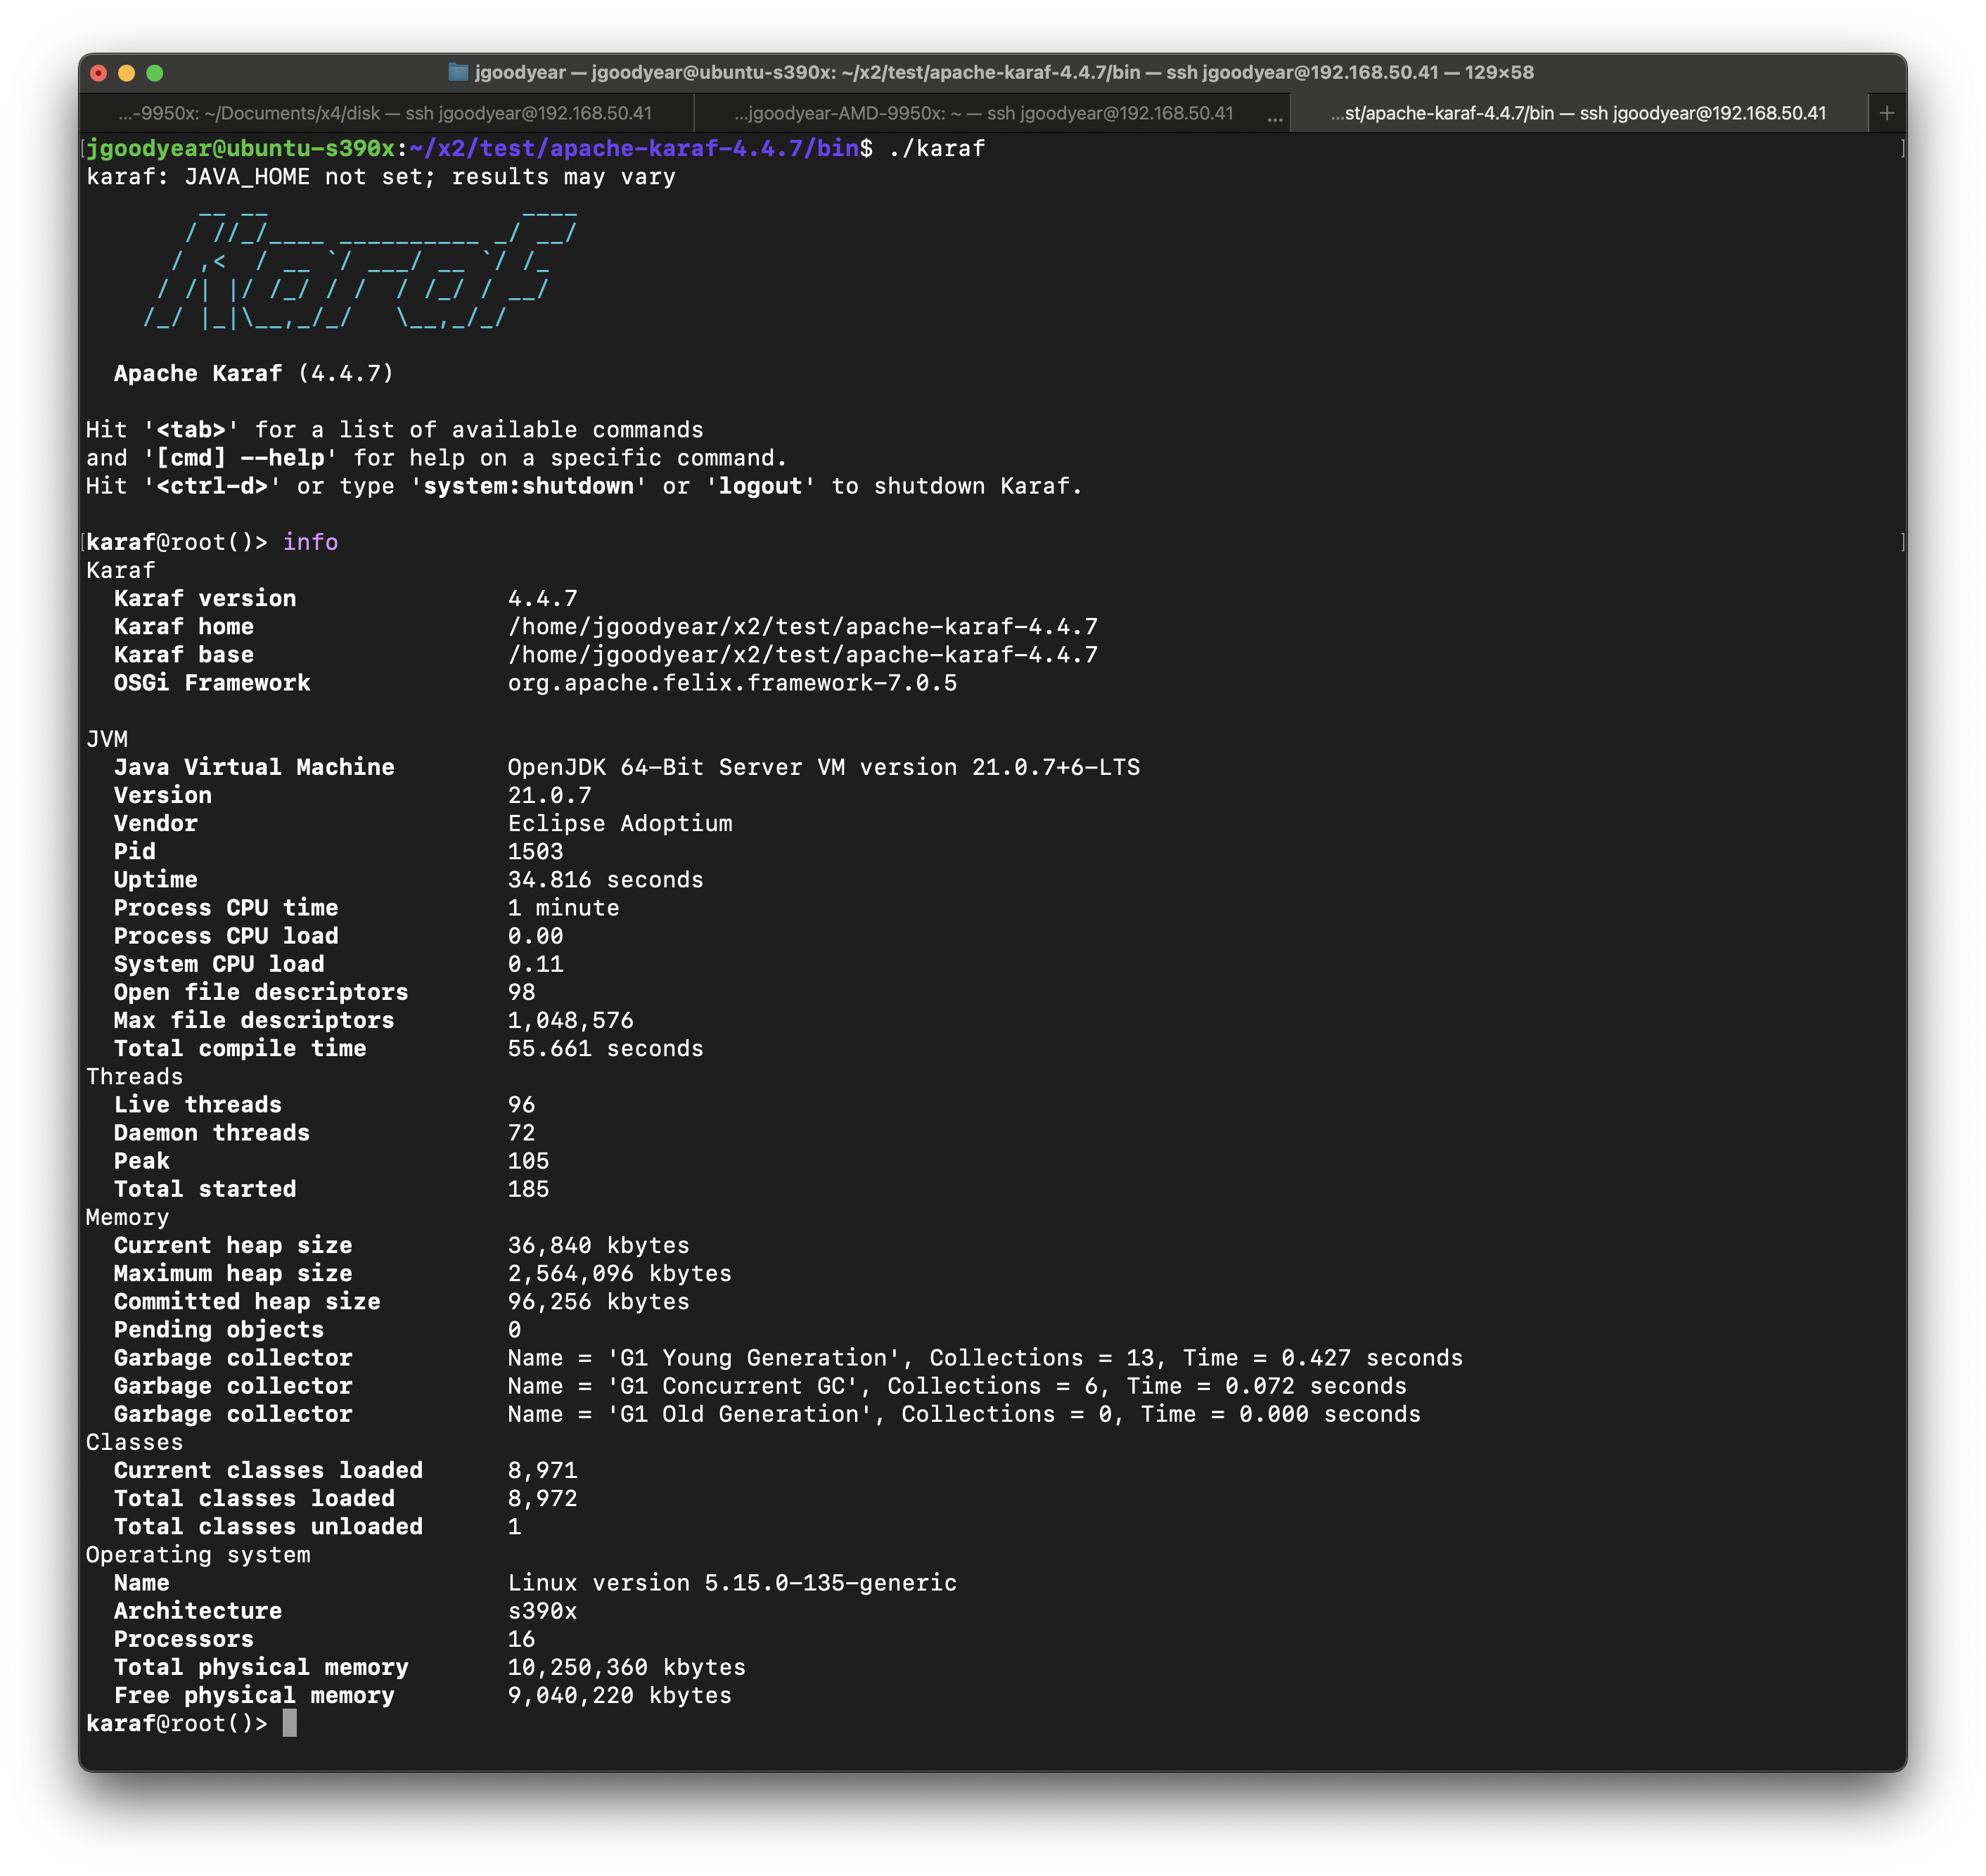 jgoodyear — jgoodyear@ubuntu-s390x: ~/x2/test/apache-karaf-4.4.7/bin — ssh jgoodyear@192.168.50.41 — 129×58
...-9950x: ~/Documents/x4/disk — ssh jgoodyear@192.168.50.41
...jgoodyear-AMD-9950x: ~ — ssh jgoodyear@192.168.50.41 ...
...st/apache-karaf-4.4.7/bin — ssh jgoodyear@192.168.50.41
+
[jgoodyear@ubuntu-s390x:~/x2/test/apache-karaf-4.4.7/bin$ ./karaf ]
karaf: JAVA_HOME not set; results may vary
        __ __                  ____
       / //_/____ __________ _/ __/
      / ,<  / __ `/ ___/ __ `/ /_
     / /| |/ /_/ / /  / /_/ / __/
    /_/ |_|\__,_/_/   \__,_/_/
  Apache Karaf (4.4.7)
Hit '<tab>' for a list of available commands
and '[cmd] --help' for help on a specific command.
Hit '<ctrl-d>' or type 'system:shutdown' or 'logout' to shutdown Karaf.
[karaf@root()> info ]
Karaf
  Karaf version               4.4.7
  Karaf home                  /home/jgoodyear/x2/test/apache-karaf-4.4.7
  Karaf base                  /home/jgoodyear/x2/test/apache-karaf-4.4.7
  OSGi Framework              org.apache.felix.framework-7.0.5
JVM
  Java Virtual Machine        OpenJDK 64-Bit Server VM version 21.0.7+6-LTS
  Version                     21.0.7
  Vendor                      Eclipse Adoptium
  Pid                         1503
  Uptime                      34.816 seconds
  Process CPU time            1 minute
  Process CPU load            0.00
  System CPU load             0.11
  Open file descriptors       98
  Max file descriptors        1,048,576
  Total compile time          55.661 seconds
Threads
  Live threads                96
  Daemon threads              72
  Peak                        105
  Total started               185
Memory
  Current heap size           36,840 kbytes
  Maximum heap size           2,564,096 kbytes
  Committed heap size         96,256 kbytes
  Pending objects             0
  Garbage collector           Name = 'G1 Young Generation', Collections = 13, Time = 0.427 seconds
  Garbage collector           Name = 'G1 Concurrent GC', Collections = 6, Time = 0.072 seconds
  Garbage collector           Name = 'G1 Old Generation', Collections = 0, Time = 0.000 seconds
Classes
  Current classes loaded      8,971
  Total classes loaded        8,972
  Total classes unloaded      1
Operating system
  Name                        Linux version 5.15.0-135-generic
  Architecture                s390x
  Processors                  16
  Total physical memory       10,250,360 kbytes
  Free physical memory        9,040,220 kbytes
karaf@root()>